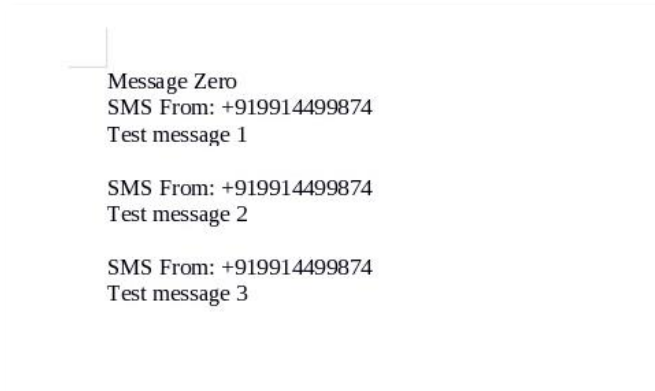 Message Zero
SMS From: +919914499874
Test message 1
SMS From: +919914499874
Test message 2
SMS From: +919914499874
Test message 3